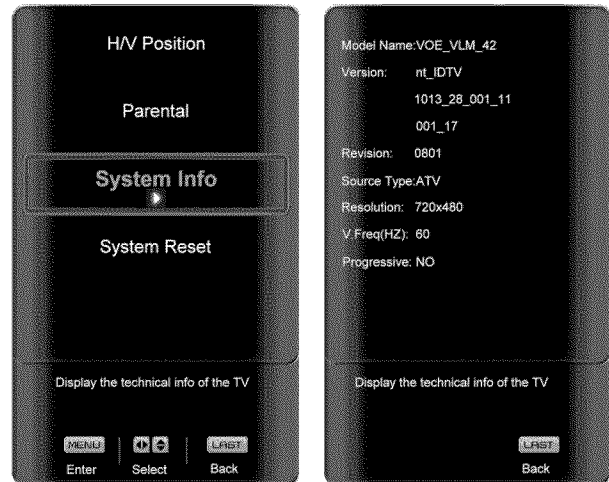 H/V Position
Parental
System Info
System Reset
Display the technical info of the TV
MENU
LAST
Enter
Select
Back
Model Name:VOE_VLM_42
Version: nt_IDTV
1013_28_001_11
001_17
Revision: 0801
Source Type:ATV
Resolution: 720x480
V.Freq(HZ): 60
Progressive: NO
Display the technical info of the TV
LAST
Back